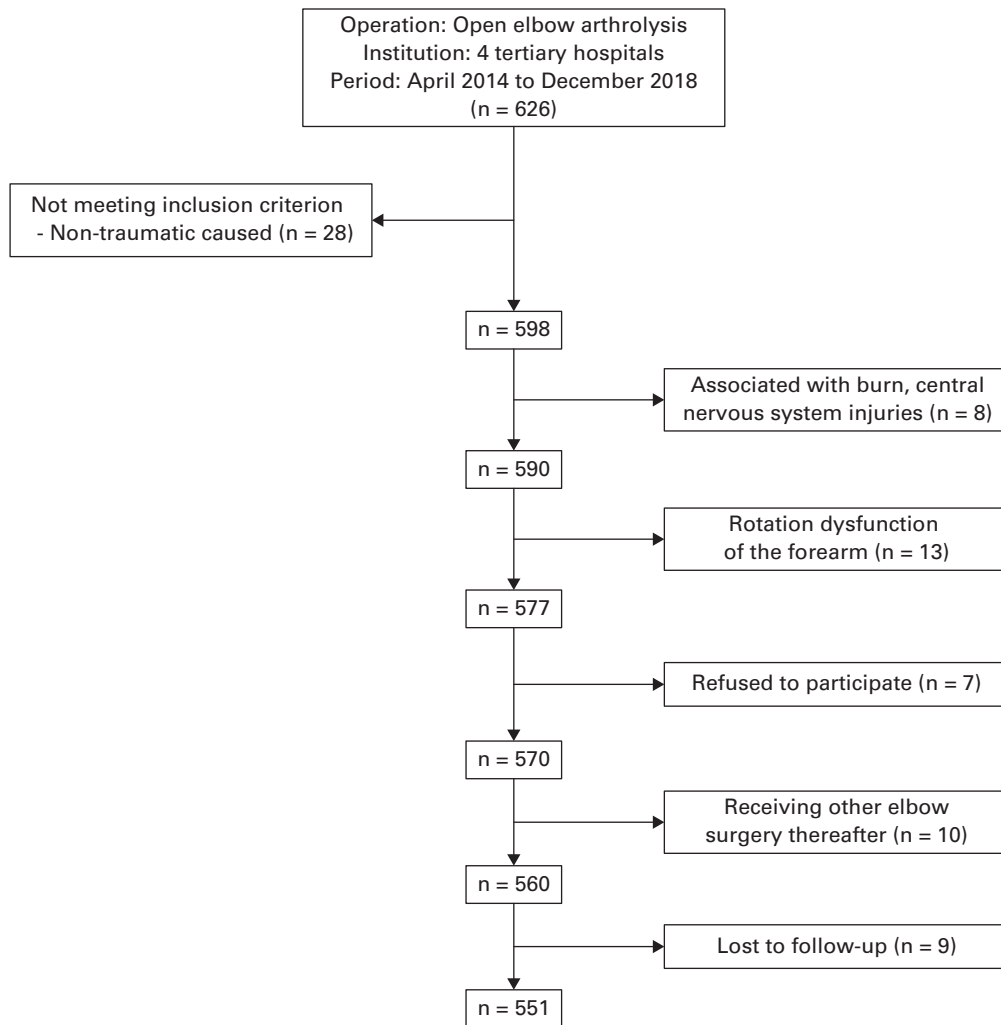 Operation: Open elbow arthrolysis
Institution: 4 tertiary hospitals
Period: April 2014 to December 2018
(n = 626)
Not meeting inclusion criterion
- Non-traumatic caused (n = 28)
n = 598
Associated with burn, central
nervous system injuries (n = 8)
n = 590
Rotation dysfunction
of the forearm (n = 13)
n = 577
Refused to participate (n = 7)
n = 570
Receiving other elbow
surgery thereafter (n = 10)
n = 560
Lost to follow-up (n = 9)
n = 551